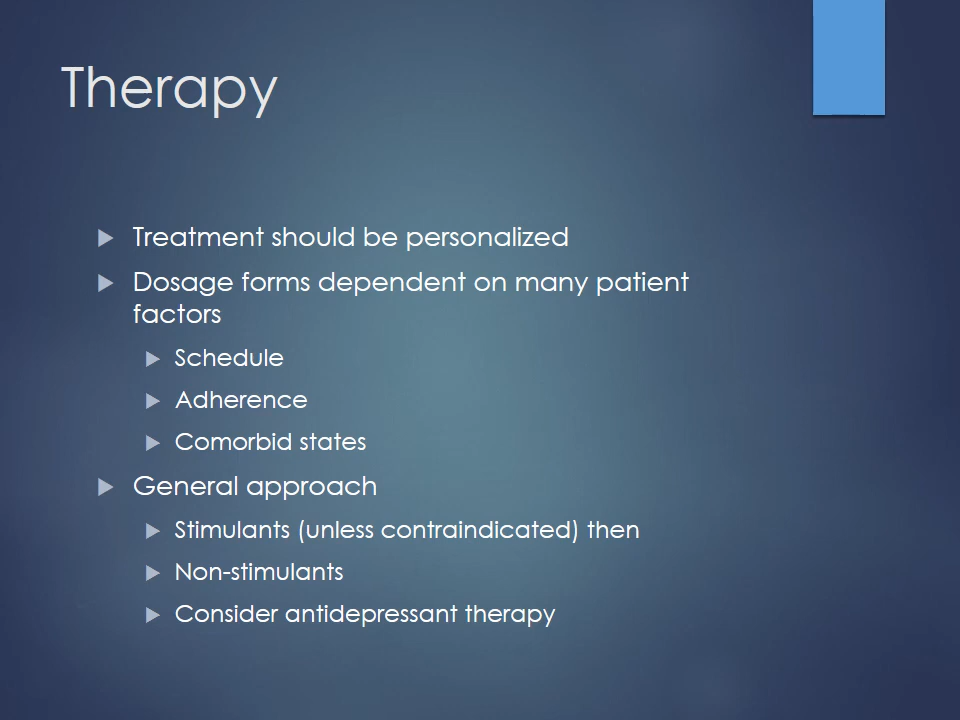 Therapy
Treatment should be personalized
Dosage forms dependent on many patient
factors
Schedule
Adherence
Comorbid states
General approach
Stimulants (unless contraindicated) then
Non-stimulants
Consider antidepressant therapy